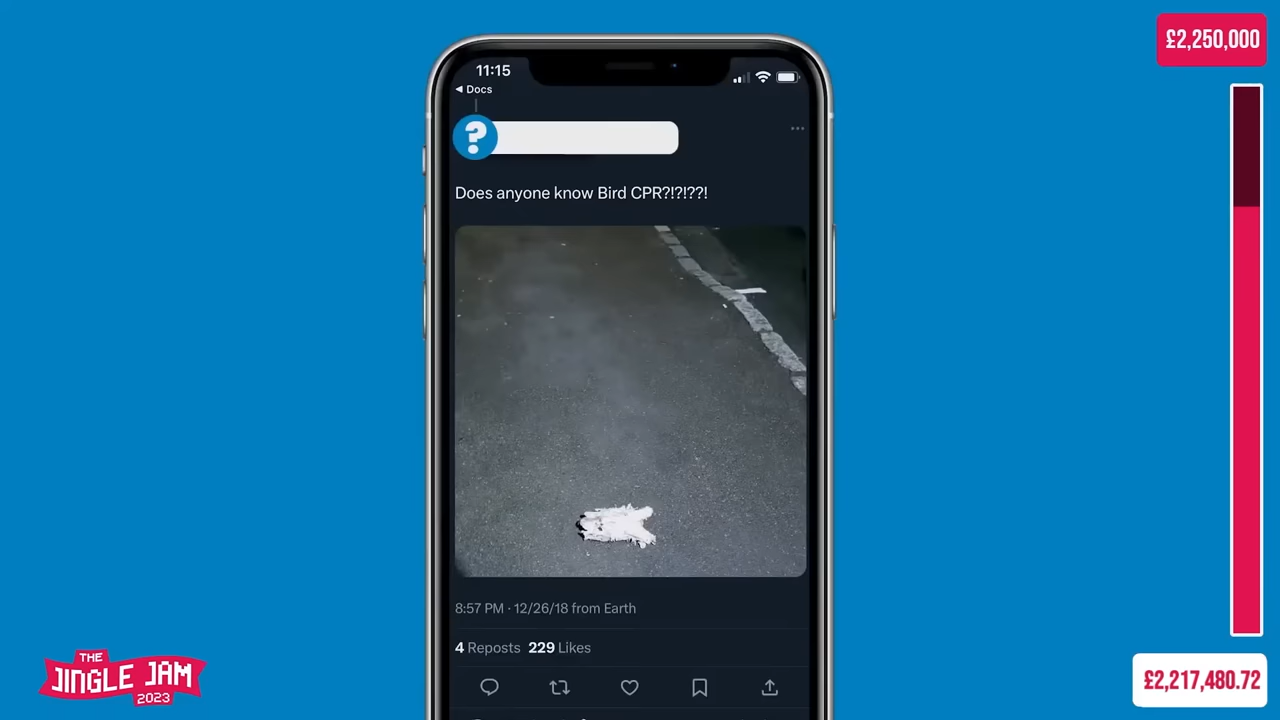 £2,250,000
11:15
Docs
?
Does anyone know Bird CPR?!?!??!
8:57 PM · 12/26/18 from Earth
4 Reposts 229 Likes
THE
JINGLE JAM
2023
£2,217,480.72